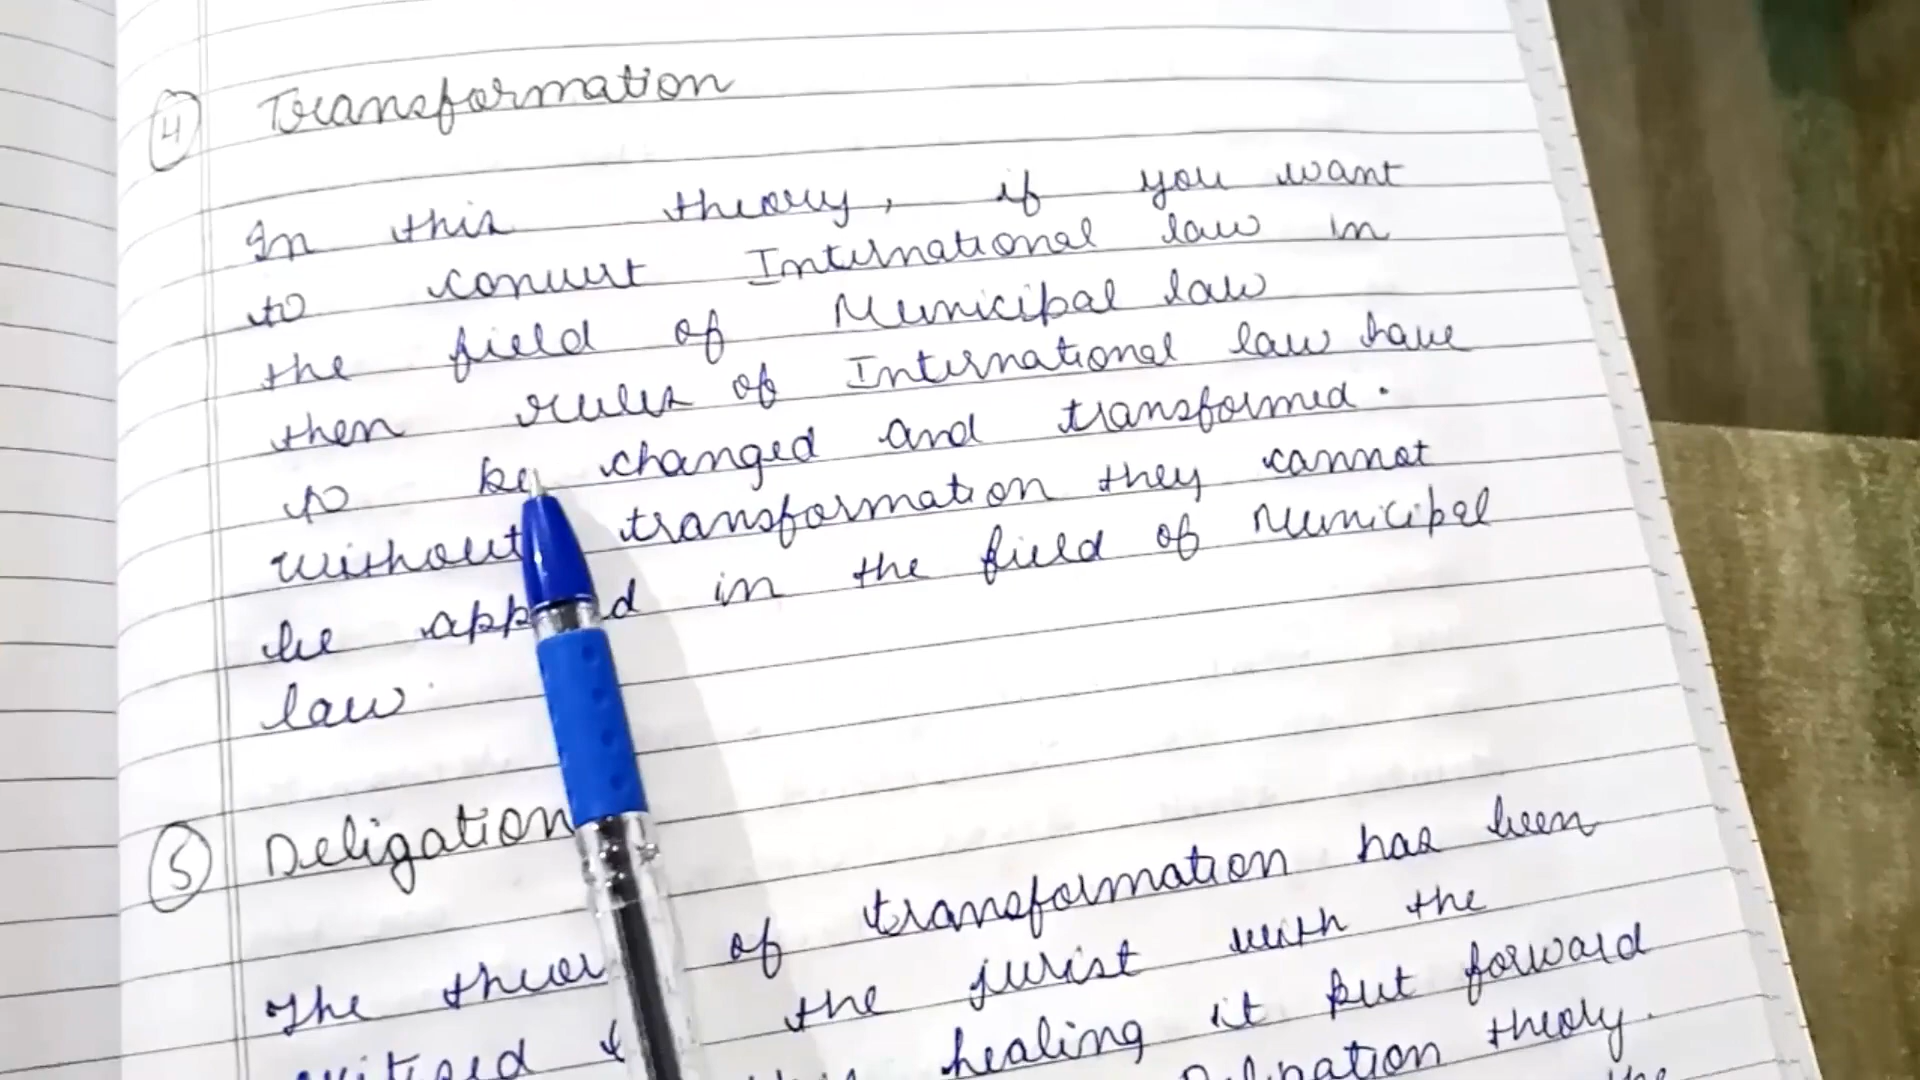 4 Transformation
In this theory, if you want
to convert International law in
the field of Municipal law
then rules of International law have
to be changed and transformed.
without transformation they cannot
be in the field of Municipal
law.
5 Deligation
The of transformation has been
the jurist with the
healing it put forward
theory.
the